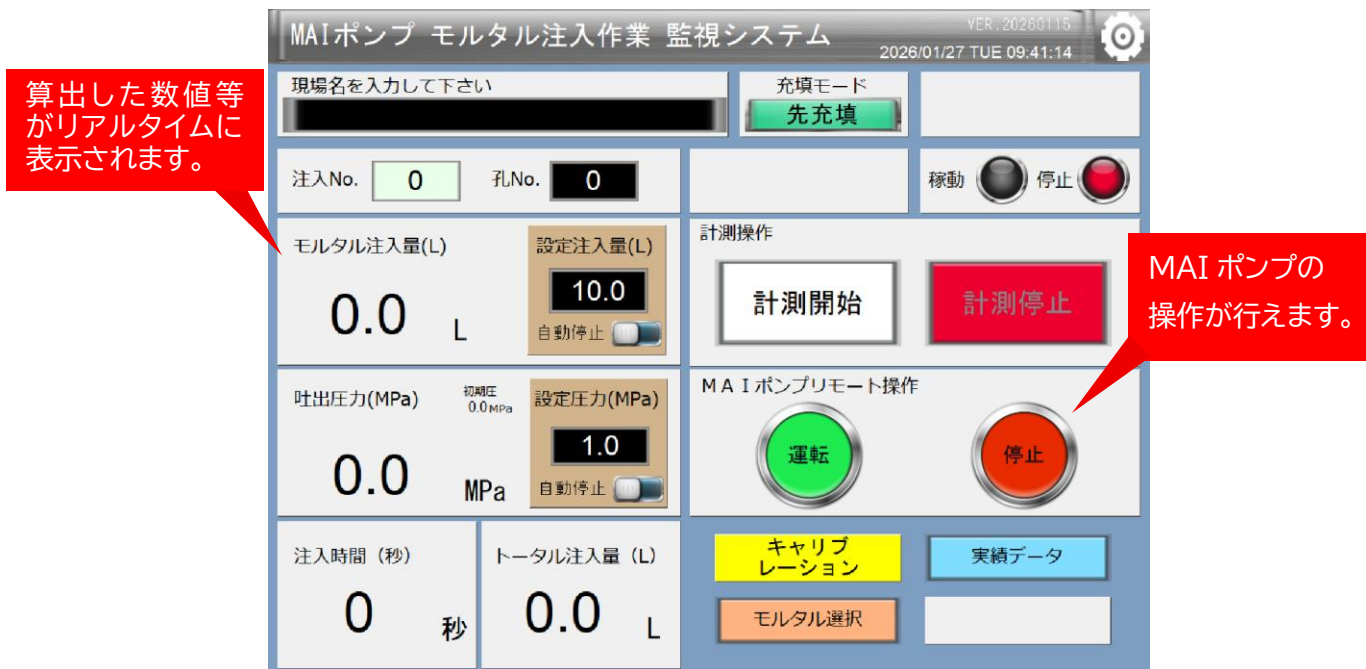 MAIポンプ モルタル注入作業 監視システム
VER.20260115
2026/01/27 TUE 09:41:14
算出した数値等
がリアルタイムに
表示されます。
現場名を入力して下さい
充填モード
先充填
注入No. 0 孔No. 0
稼動 停止
モルタル注入量(L)
0.0 L
設定注入量(L)
10.0
自動停止
計測操作
計測開始 計測停止
MAI ポンプの
操作が行えます。
吐出圧力(MPa)
初期圧
0.0MPa
0.0 MPa
設定圧力(MPa)
1.0
自動停止
MAIポンプリモート操作
運転 停止
注入時間（秒）
0 秒
トータル注入量（L）
0.0 L
キャリブ
レーション
実績データ
モルタル選択